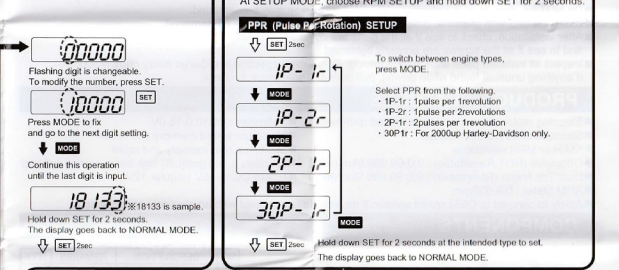 00000
Flashing digit is changeable.
To modify the number, press SET.
10000
SET
Press MODE to fix
and go to the next digit setting.
MODE
Continue this operation
until the last digit is input.
18133
※18133 is sample.
Hold down SET for 2 seconds.
The display goes back to NORMAL MODE.
SET 2sec
At SETUP MODE, choose RPM SETUP and hold down SET for 2 seconds.
PPR (Pulse Per Rotation) SETUP
SET 2sec
1P-1r
MODE
1P-2r
MODE
2P-1r
MODE
30P-1r
MODE
SET 2sec
To switch between engine types,
press MODE.
Select PPR from the following.
・1P-1r : 1pulse per 1revolution
・1P-2r : 1pulse per 2revolutions
・2P-1r : 2pulses per 1revolution
・30P1r : For 2000up Harley-Davidson only.
Hold down SET for 2 seconds at the intended type to set.
The display goes back to NORMAL MODE.